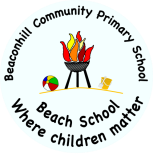 Beaconhill Community Primary School
Beach School
Where children matter